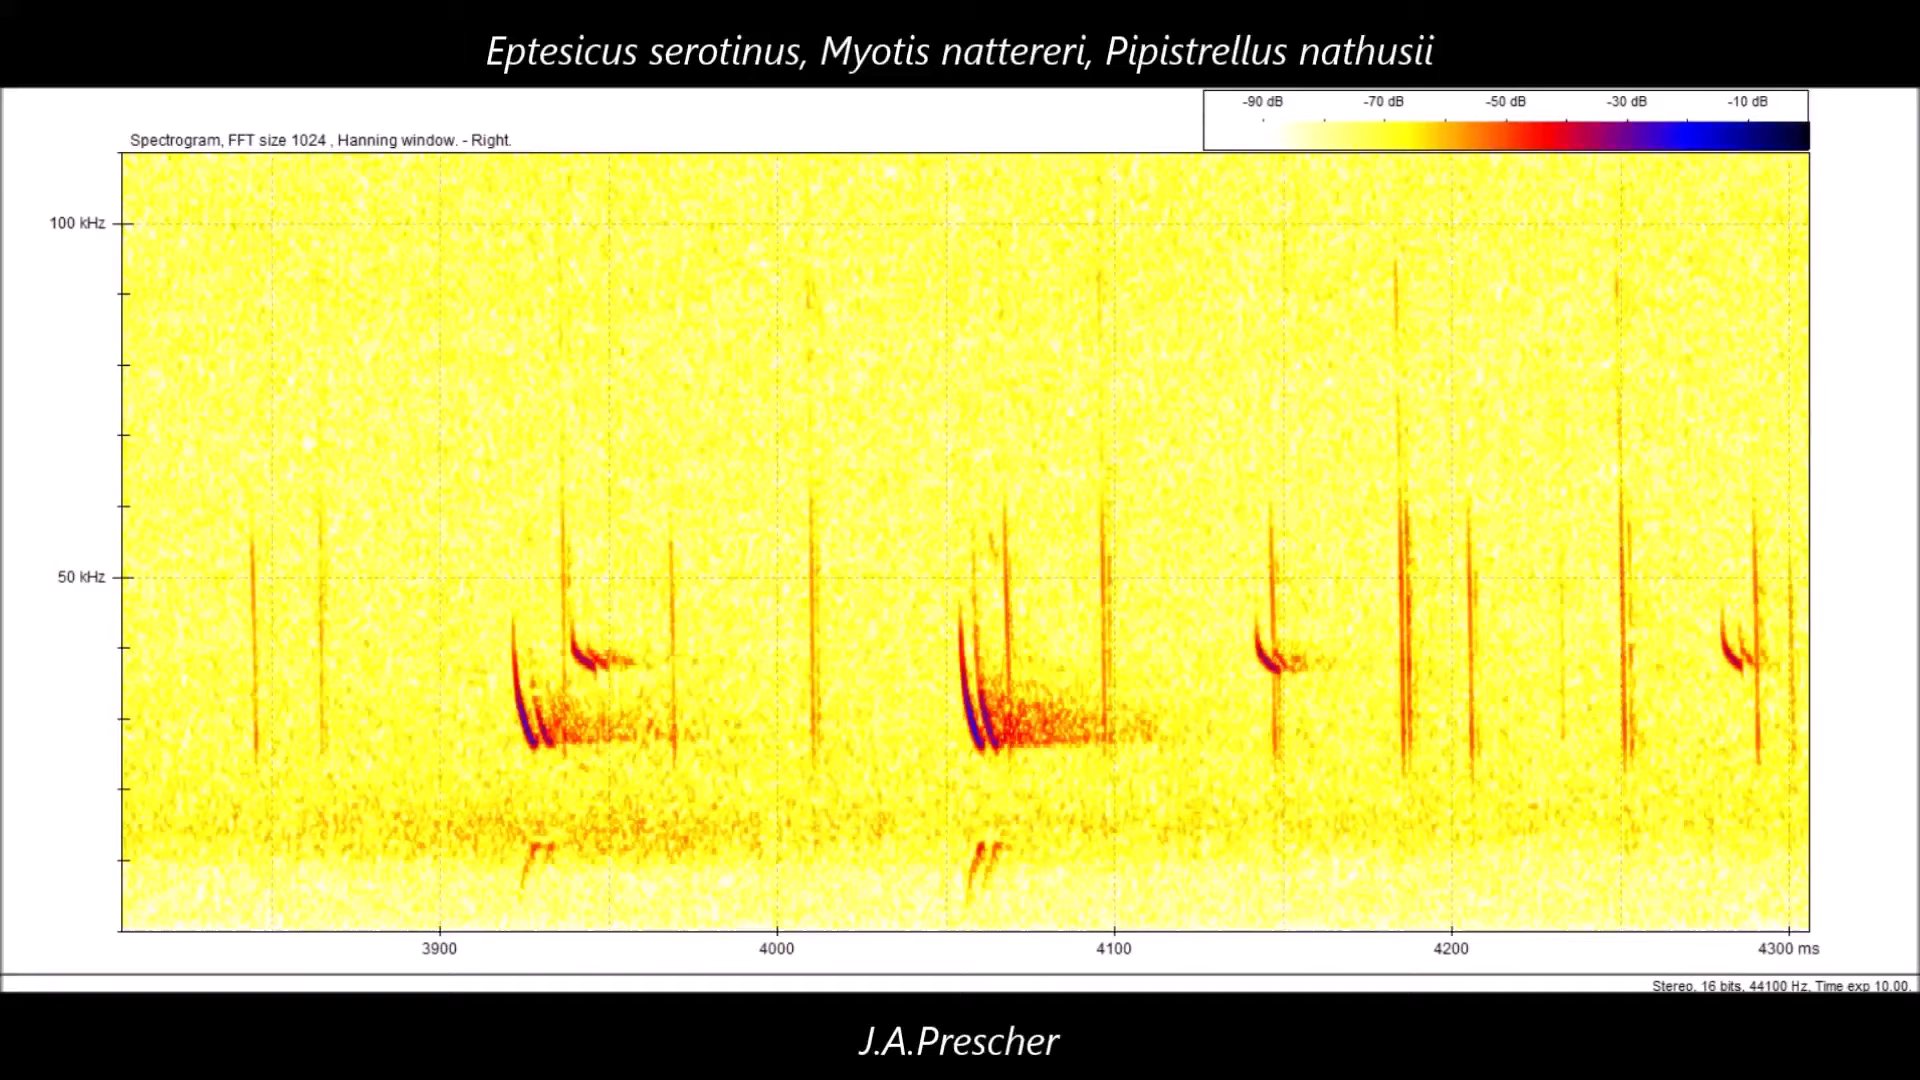 Eptesicus serotinus, Myotis nattereri, Pipistrellus nathusii
-90 dB -70 dB -50 dB -30 dB -10 dB
Spectrogram, FFT size 1024 , Hanning window. - Right.
100 kHz
50 kHz
3900 4000 4100 4200 4300 ms
Stereo, 16 bits, 44100 Hz, Time exp 10.00.
J.A.Prescher